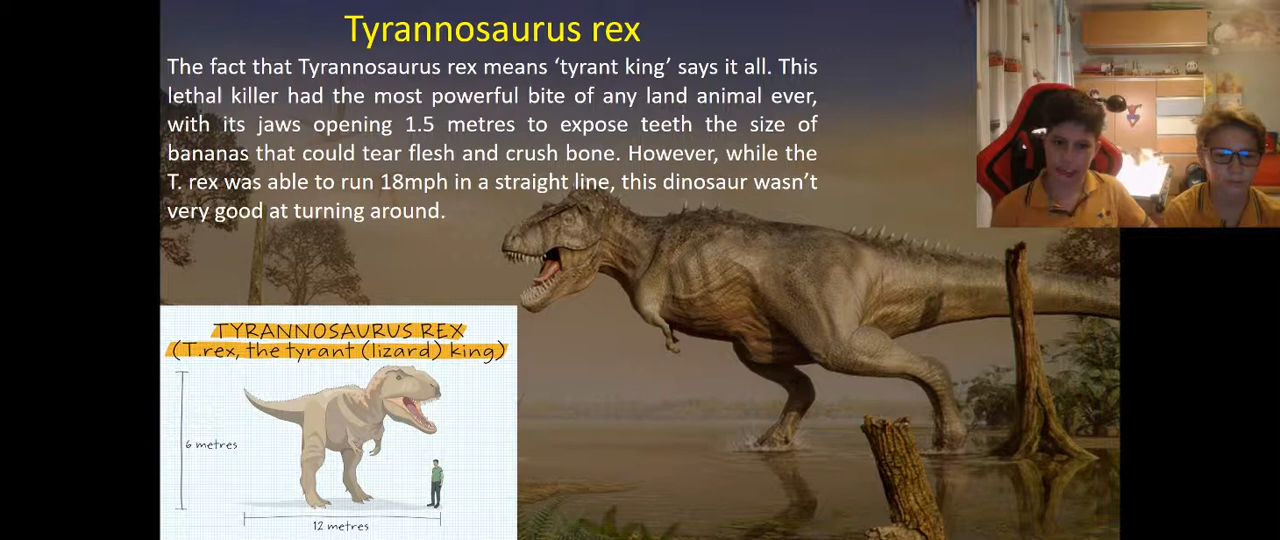 Tyrannosaurus rex
The fact that Tyrannosaurus rex means ‘tyrant king’ says it all. This
lethal killer had the most powerful bite of any land animal ever,
with its jaws opening 1.5 metres to expose teeth the size of
bananas that could tear flesh and crush bone. However, while the
T. rex was able to run 18mph in a straight line, this dinosaur wasn’t
very good at turning around.
TYRANNOSAURUS REX
(T.rex, the tyrant (lizard) king)
6 metres
12 metres